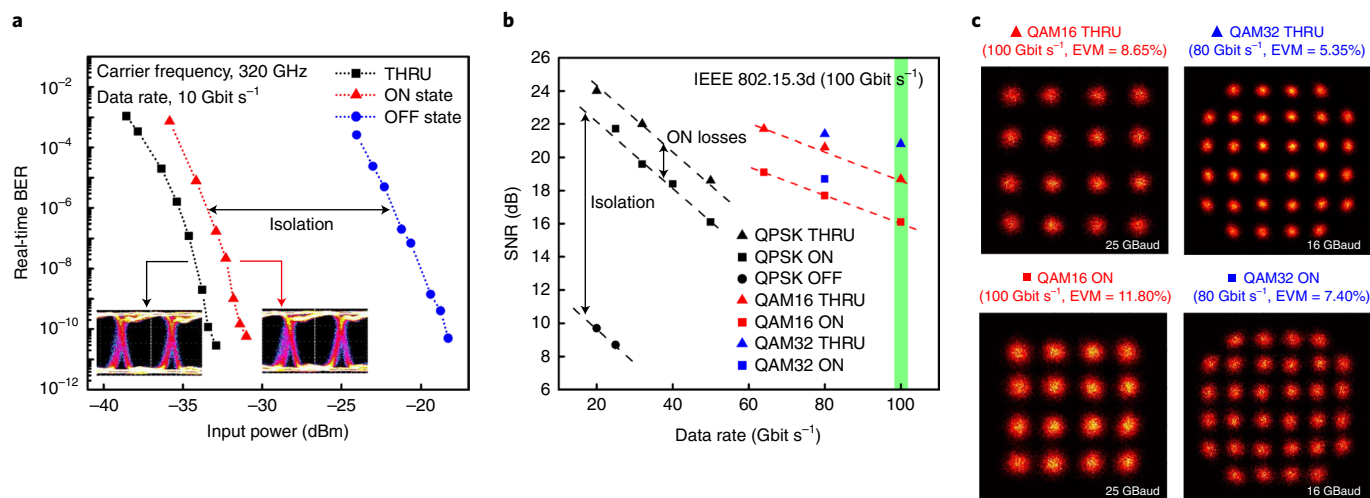 a
Carrier frequency, 320 GHz
Data rate, 10 Gbit s⁻¹
THRU
ON state
OFF state
Isolation
10⁻²
10⁻⁴
10⁻⁶
10⁻⁸
10⁻¹⁰
10⁻¹²
Real-time BER
–40
–35
–30
–25
–20
Input power (dBm)
b
IEEE 802.15.3d (100 Gbit s⁻¹)
ON losses
Isolation
QPSK THRU
QPSK ON
QPSK OFF
QAM16 THRU
QAM16 ON
QAM32 THRU
QAM32 ON
26
24
22
20
18
16
14
12
10
8
6
SNR (dB)
20
40
60
80
100
Data rate (Gbit s⁻¹)
c
QAM16 THRU
(100 Gbit s⁻¹, EVM = 8.65%)
25 GBaud
QAM32 THRU
(80 Gbit s⁻¹, EVM = 5.35%)
16 GBaud
QAM16 ON
(100 Gbit s⁻¹, EVM = 11.80%)
25 GBaud
QAM32 ON
(80 Gbit s⁻¹, EVM = 7.40%)
16 GBaud